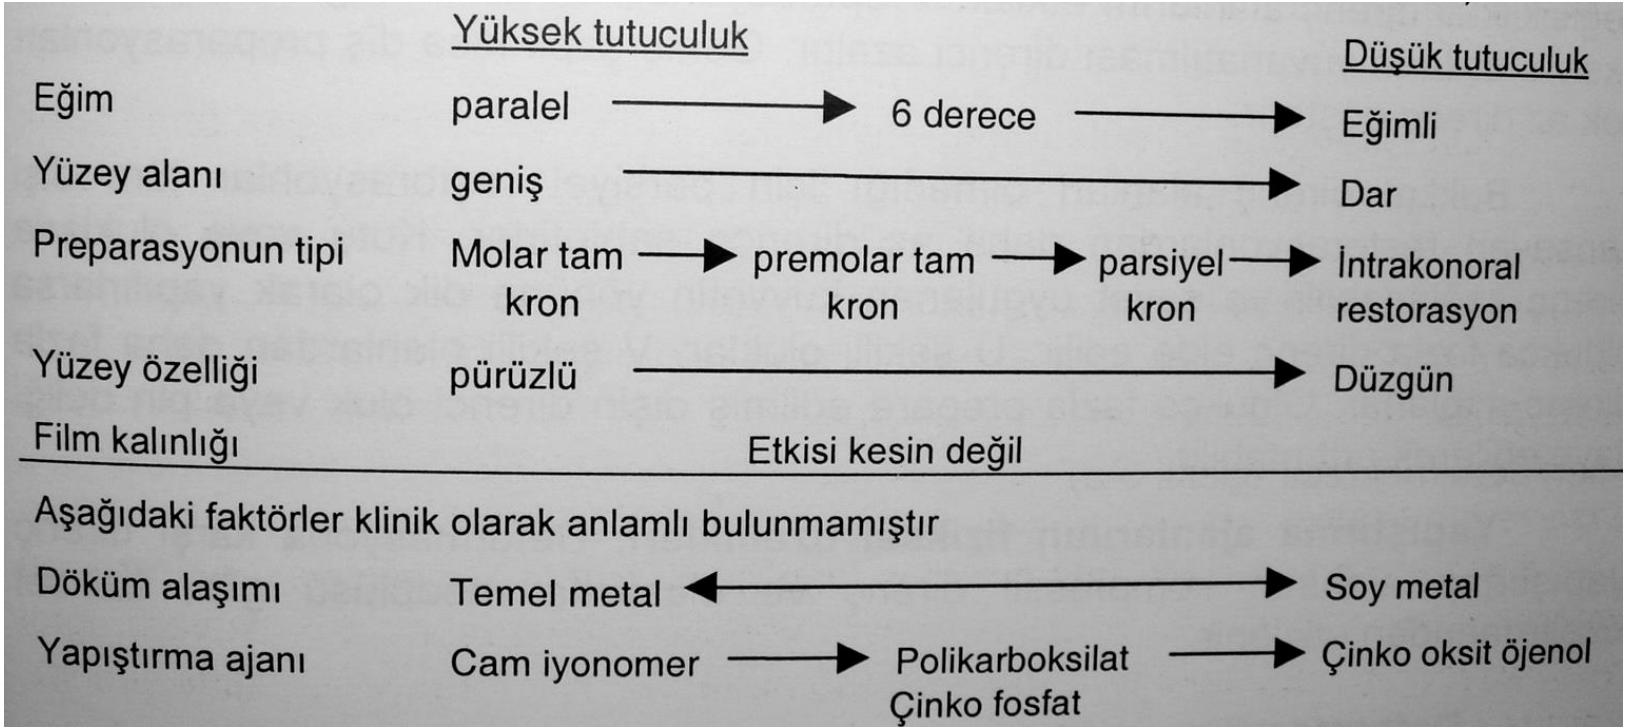 Yüksek tutuculuk Düşük tutuculuk
Eğim paralel 6 derece Eğimli
Yüzey alanı geniş Dar
Preparasyonun tipi Molar tam premolar tam parsiyel İntrakonoral
kron kron kron restorasyon
Yüzey özelliği pürüzlü Düzgün
Film kalınlığı Etkisi kesin değil
Aşağıdaki faktörler klinik olarak anlamlı bulunmamıştır
Döküm alaşımı Temel metal Soy metal
Yapıştırma ajanı Cam iyonomer Polikarboksilat Çinko oksit öjenol
Çinko fosfat